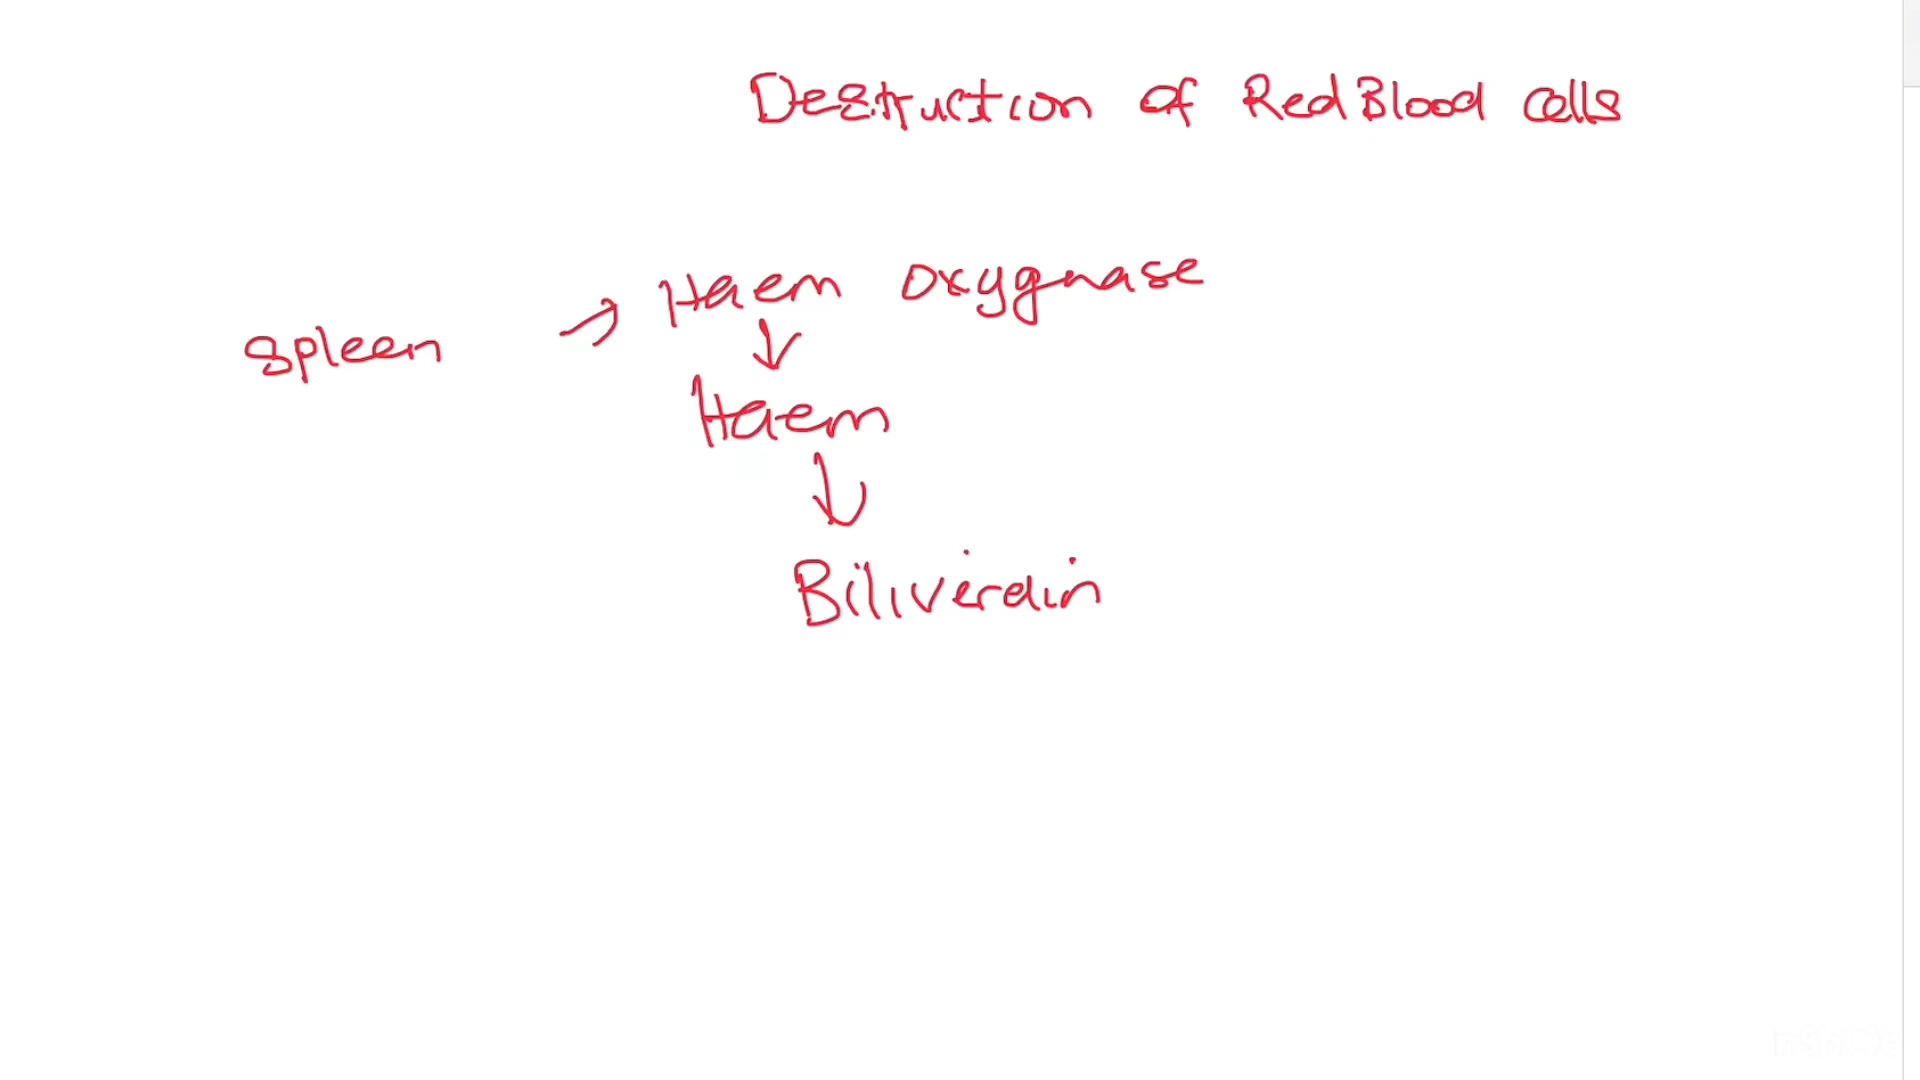 Destruction of Red Blood cells
Haem oxygnase
spleen →
↓
Haem
↓
Biliverdin